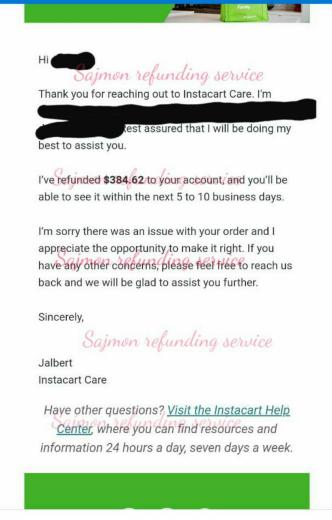 Hi
Sajmon refunding service
Thank you for reaching out to Instacart Care. I'm
est assured that I will be doing my
best to assist you.
Sajmon refunding service
I've refunded $384.62 to your account, and you'll be
able to see it within the next 5 to 10 business days.
I'm sorry there was an issue with your order and I
appreciate the opportunity to make it right. If you
Sajmon refunding service
have any other concerns, please feel free to reach us
back and we will be glad to assist you further.
Sincerely,
Sajmon refunding service
Jalbert
Instacart Care
Have other questions? Visit the Instacart Help
Sajmon refunding service
Center, where you can find resources and
information 24 hours a day, seven days a week.